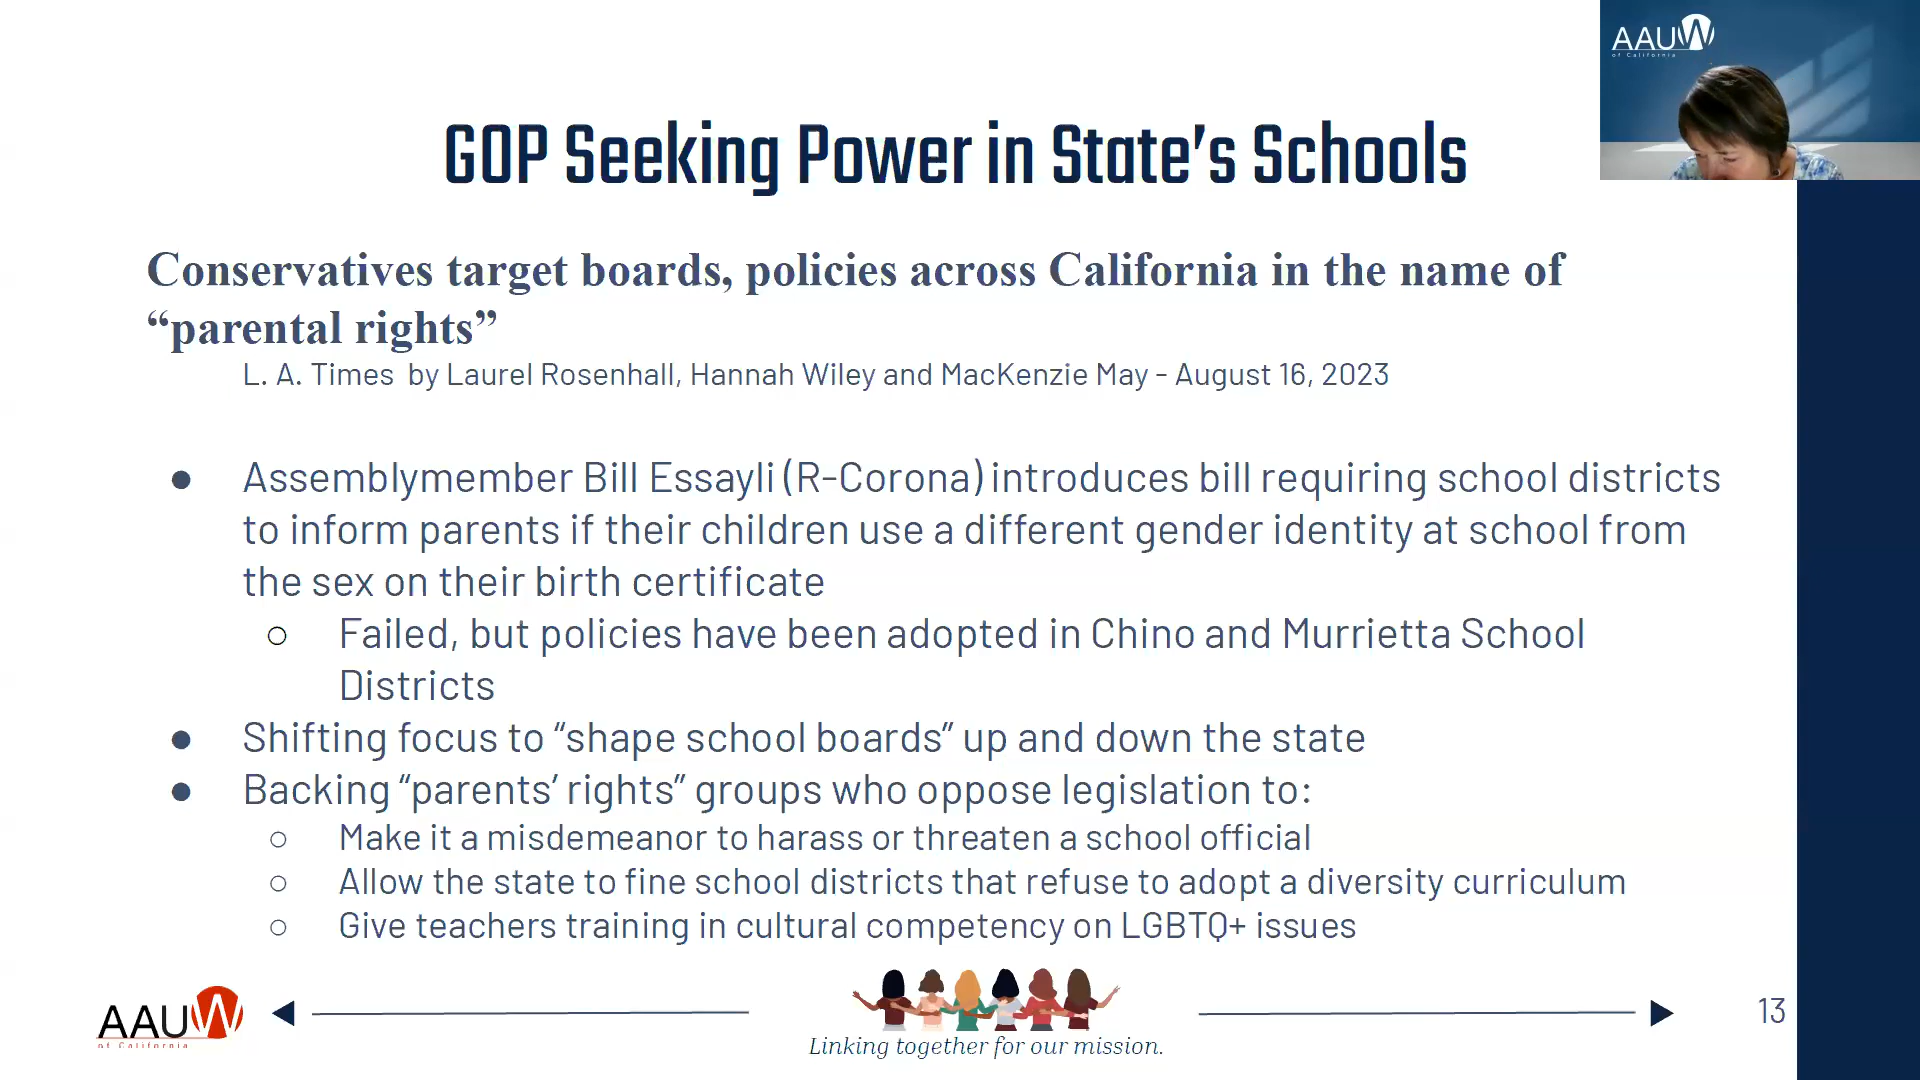 AAUW
of California
GOP Seeking Power in State's Schools
Conservatives target boards, policies across California in the name of
“parental rights”
L. A. Times by Laurel Rosenhall, Hannah Wiley and MacKenzie May - August 16, 2023
● Assemblymember Bill Essayli (R-Corona) introduces bill requiring school districts
to inform parents if their children use a different gender identity at school from
the sex on their birth certificate
○ Failed, but policies have been adopted in Chino and Murrietta School
Districts
● Shifting focus to “shape school boards” up and down the state
● Backing “parents’ rights” groups who oppose legislation to:
○ Make it a misdemeanor to harass or threaten a school official
○ Allow the state to fine school districts that refuse to adopt a diversity curriculum
○ Give teachers training in cultural competency on LGBTQ+ issues
AAUW
of California
Linking together for our mission.
13